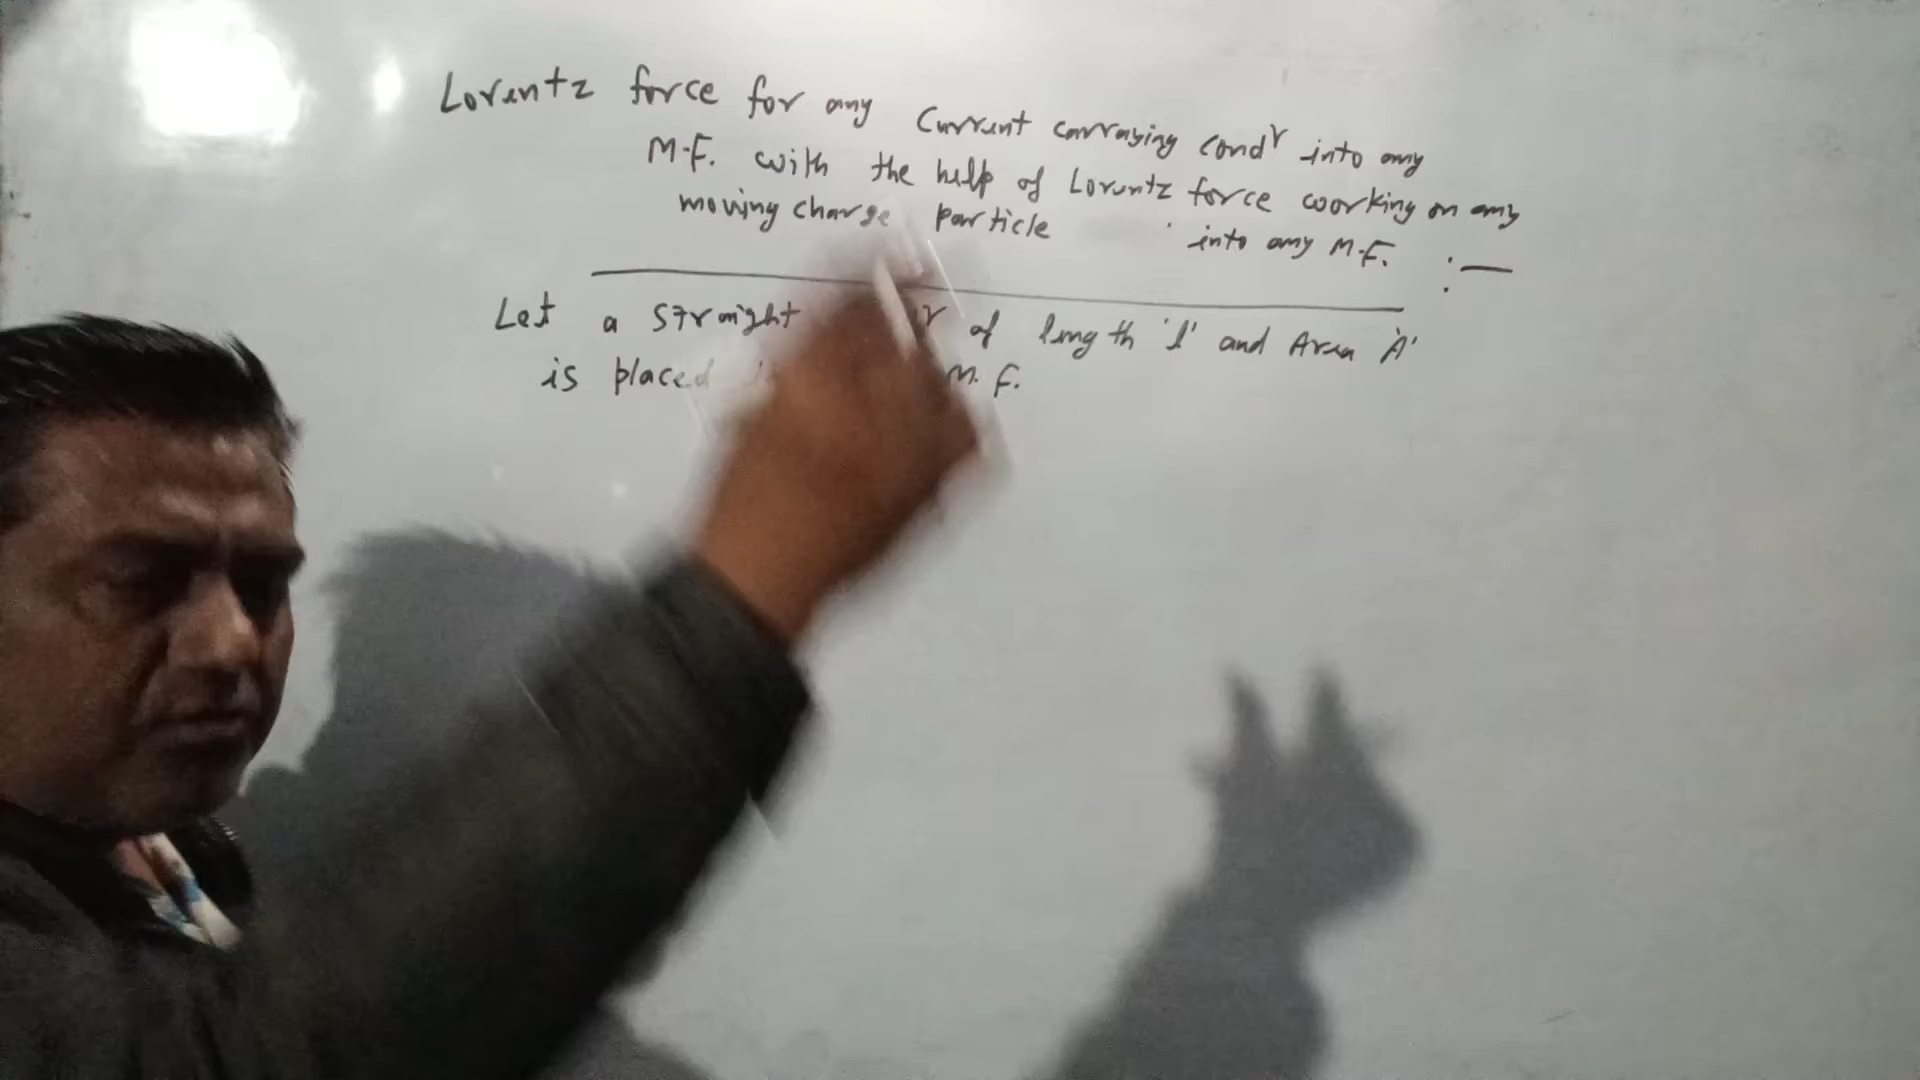 Lorentz force for any Current carraying condr into any
M.F. with the help of Lorentz force working on any
moving charge particle into any M.F. :—
Let a straight of length 'l' and Area 'A'
is placed M.F.